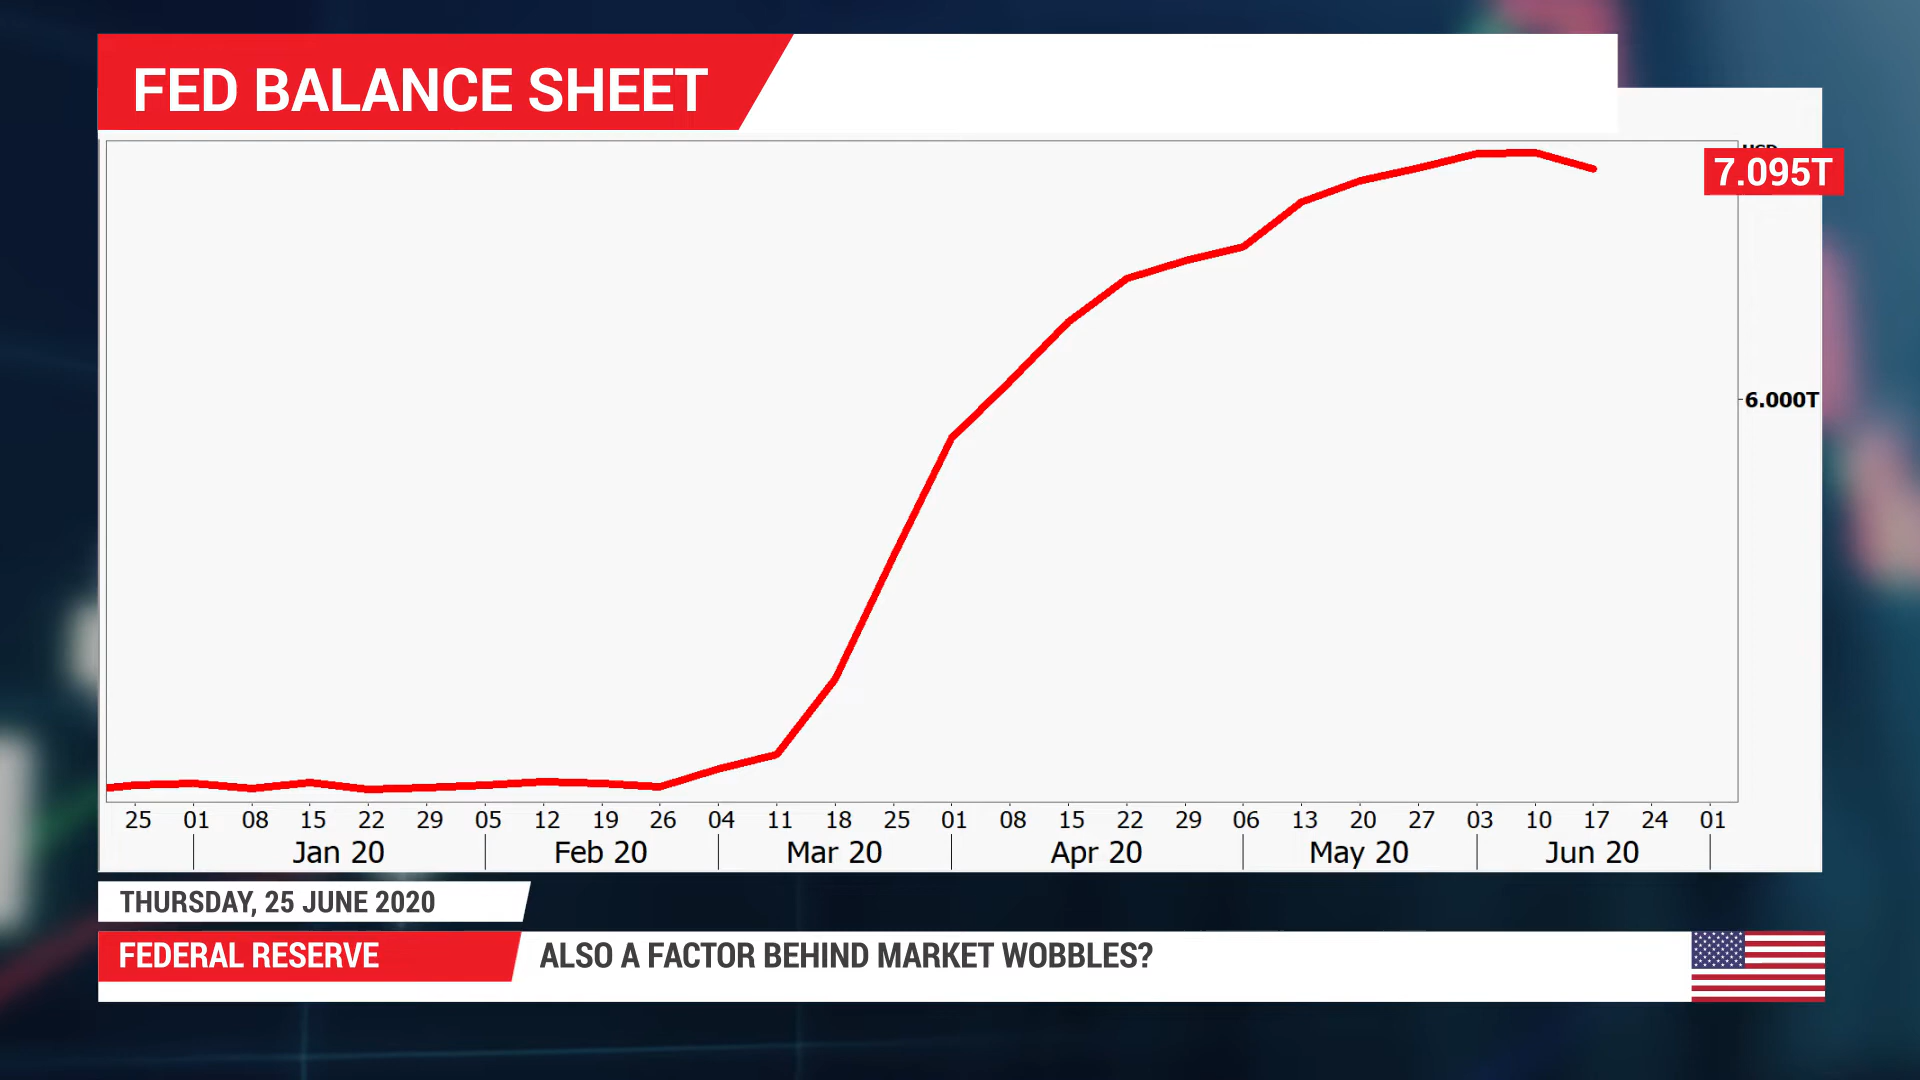 FED BALANCE SHEET
USD
7.095T
6.000T
25 01 08 15 22 29 05 12 19 26 04 11 18 25 01 08 15 22 29 06 13 20 27 03 10 17 24 01
Jan 20 Feb 20 Mar 20 Apr 20 May 20 Jun 20
THURSDAY, 25 JUNE 2020
FEDERAL RESERVE ALSO A FACTOR BEHIND MARKET WOBBLES?